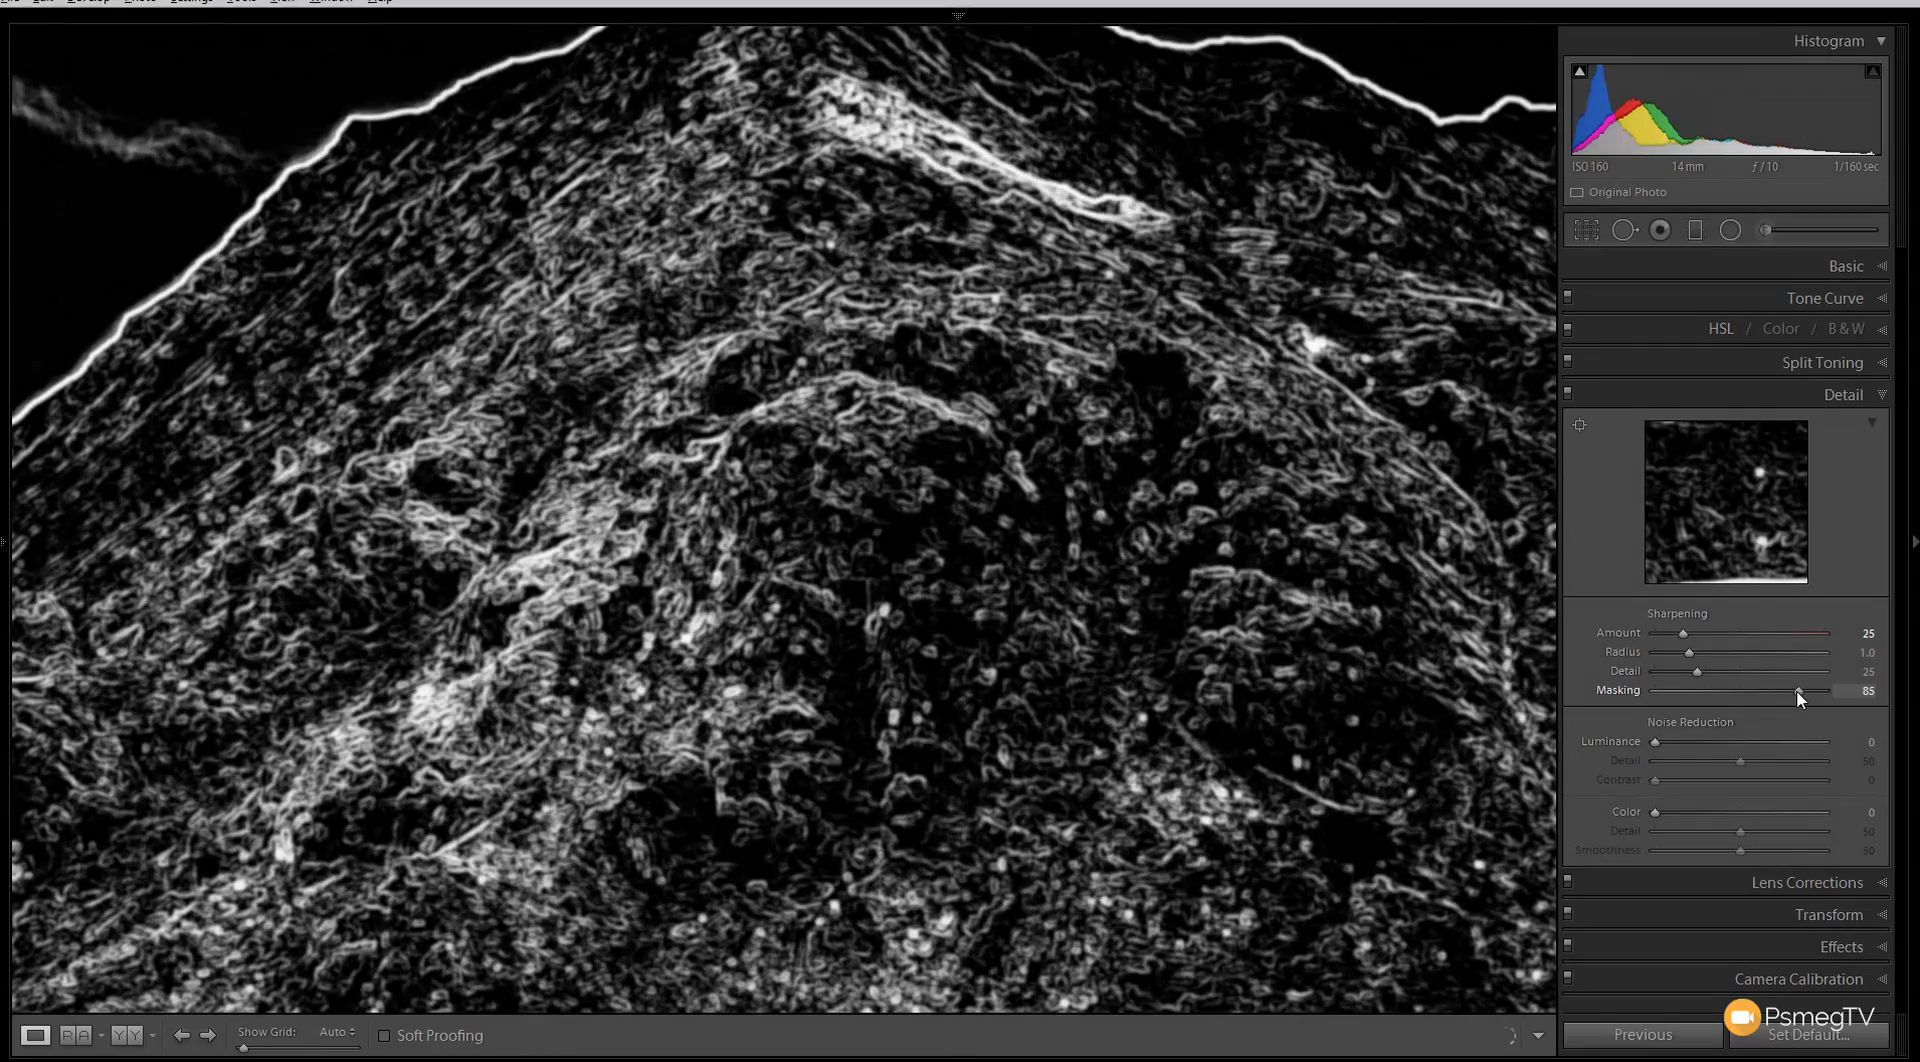 Histogram
ISO 160 14 mm ƒ / 10 1/160 sec
Original Photo
Basic
Tone Curve
HSL / Color / B & W
Split Toning
Detail
Sharpening
Amount 25
Radius 1.0
Detail 25
Masking 85
Noise Reduction
Luminance 0
Detail 50
Contrast 0
Color 0
Detail 50
Smoothness 50
Lens Corrections
Transform
Effects
Camera Calibration
PsmegTV
Previous Set Default...
R A Y Y Show Grid: Auto Soft Proofing